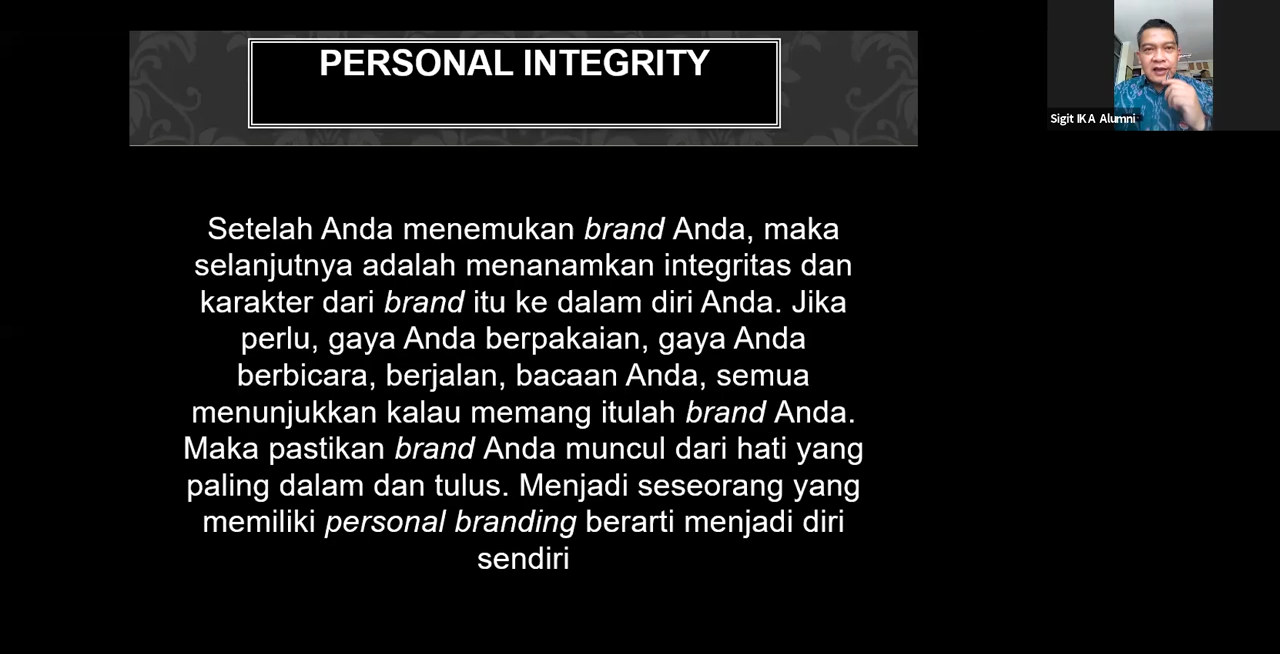 PERSONAL INTEGRITY
Sigit IKA Alumni
Setelah Anda menemukan brand Anda, maka
selanjutnya adalah menanamkan integritas dan
karakter dari brand itu ke dalam diri Anda. Jika
perlu, gaya Anda berpakaian, gaya Anda
berbicara, berjalan, bacaan Anda, semua
menunjukkan kalau memang itulah brand Anda.
Maka pastikan brand Anda muncul dari hati yang
paling dalam dan tulus. Menjadi seseorang yang
memiliki personal branding berarti menjadi diri
sendiri